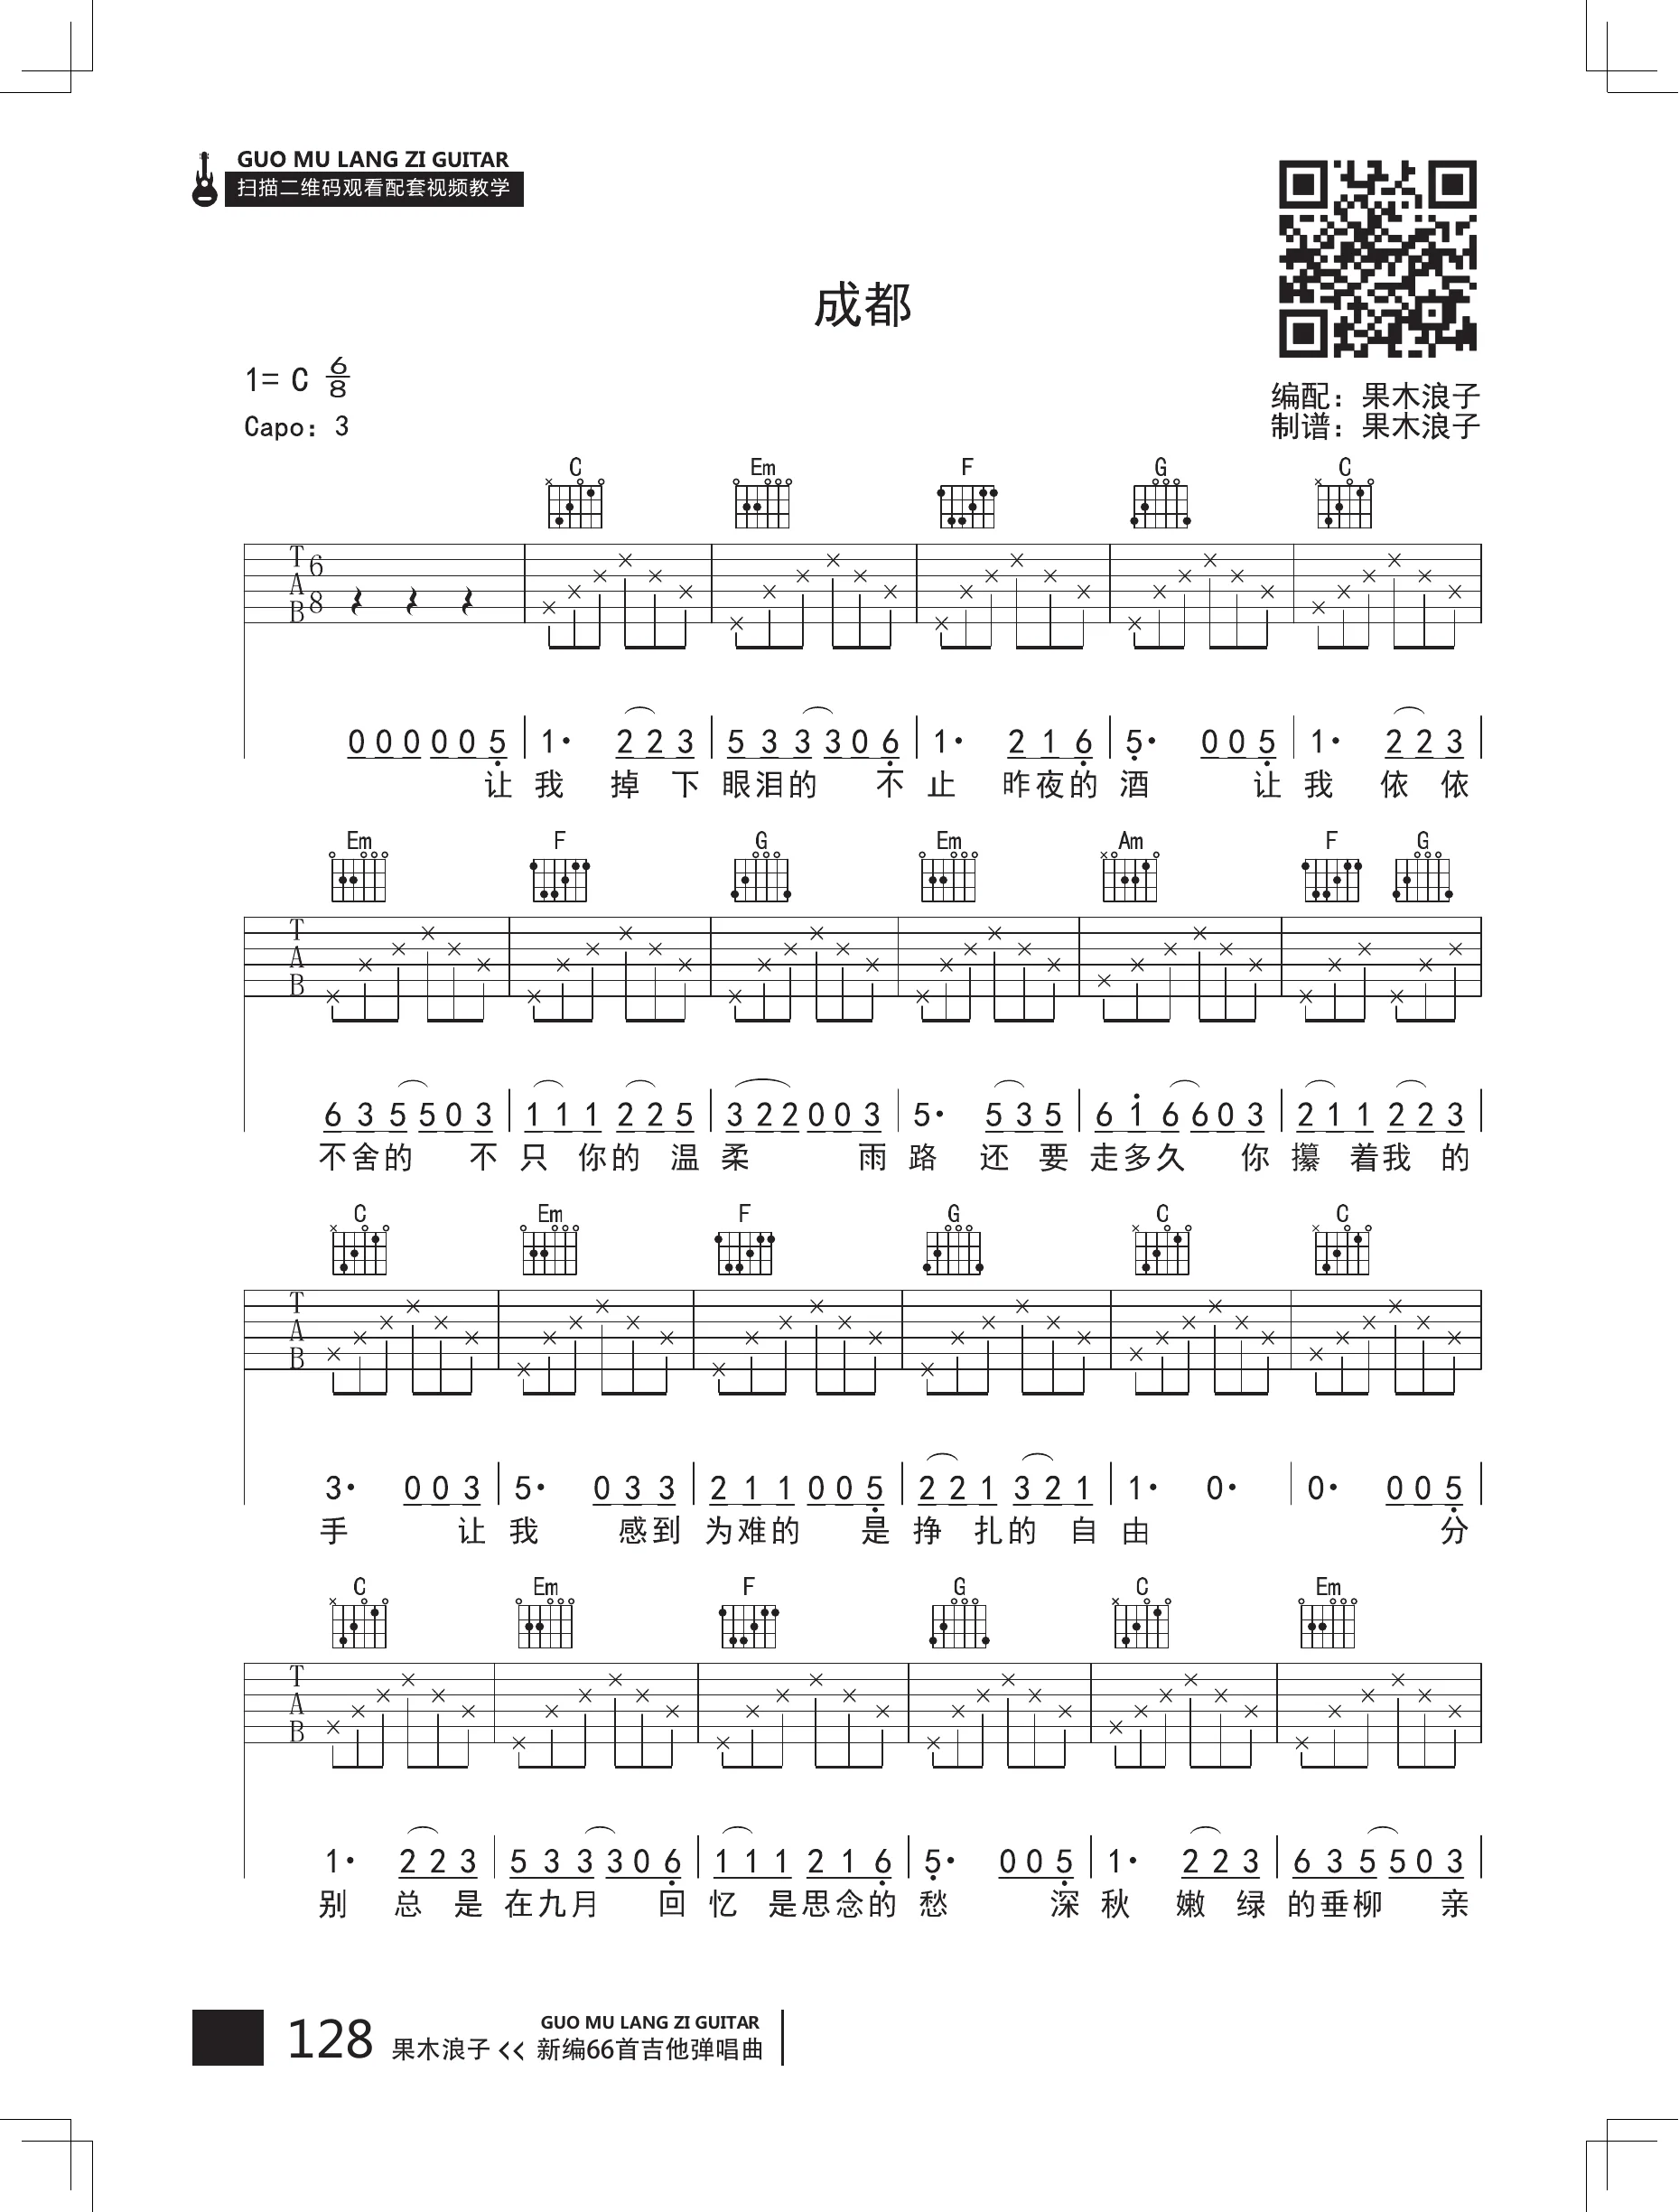 GUO MU LANG ZI GUITAR
扫描二维码观看配套视频教学
成都
1= C 6/8
Capo: 3
编配：果木浪子
制谱：果木浪子
C Em F G C
T A B 6 8
0 0 0 0 0 5 | 1· 2 2 3 | 5 3 3 3 0 6 | 1· 2 1 6 | 5· 0 0 5 | 1· 2 2 3 |
让 我 掉 下 眼泪的 不 止 昨夜的 酒 让 我 依 依
Em F G Em Am F G
T A B
6 3 5 5 0 3 | 1 1 1 2 2 5 | 3 2 2 0 0 3 | 5· 5 3 5 | 6 i 6 6 0 3 | 2 1 1 2 2 3 |
不舍的 不 只 你的 温 柔 雨 路 还 要 走多久 你 攥 着我 的
C Em F G C C
T A B
3· 0 0 3 | 5· 0 3 3 | 2 1 1 0 0 5 | 2 2 1 3 2 1 | 1· 0· | 0· 0 0 5 |
手 让 我 感到 为难的 是 挣 扎的 自 由 分
C Em F G C Em
T A B
1· 2 2 3 | 5 3 3 3 0 6 | 1 1 1 2 1 6 | 5· 0 0 5 | 1· 2 2 3 | 6 3 5 5 0 3 |
别 总 是 在九月 回 忆 是思念的 愁 深 秋 嫩 绿 的垂柳 亲
128 果木浪子 << GUO MU LANG ZI GUITAR
新编66首吉他弹唱曲